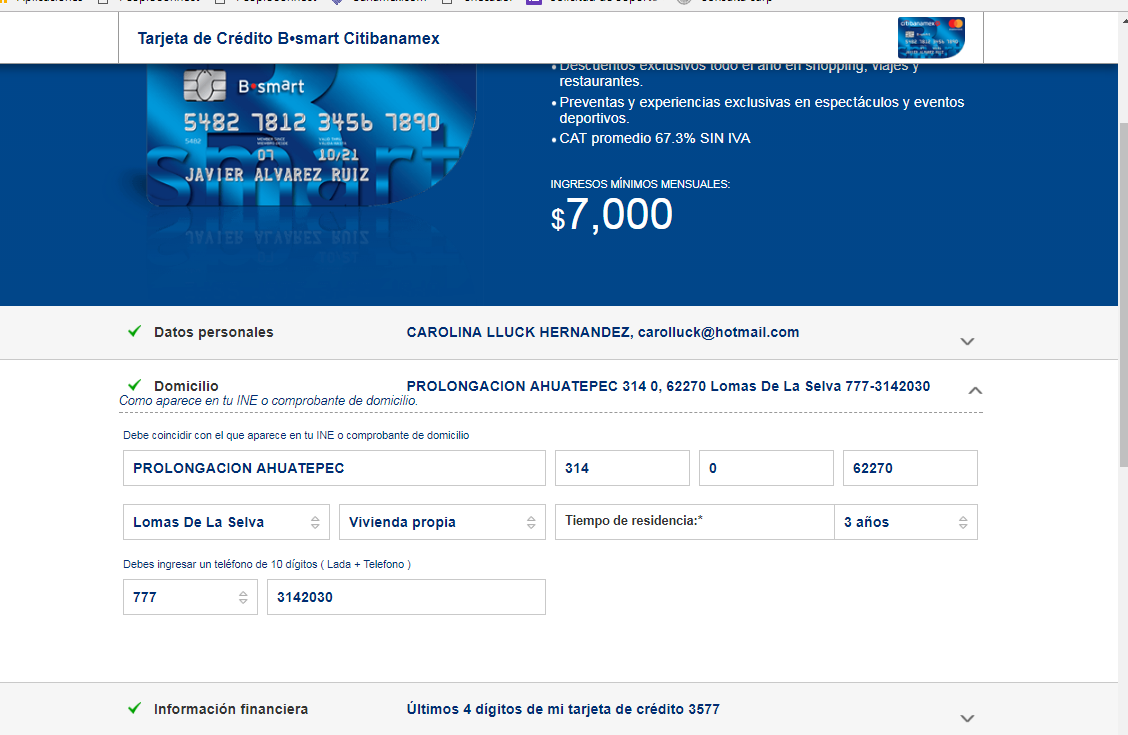 Tarjeta de Crédito B•smart Citibanamex
citibanamex
B•smart
5482 7812 3456 7890
5482
07 10/21
JAVIER ALVAREZ RUIZ
smart
• Descuentos exclusivos todo el año en shopping, viajes y
restaurantes.
• Preventas y experiencias exclusivas en espectáculos y eventos
deportivos.
• CAT promedio 67.3% SIN IVA
INGRESOS MÍNIMOS MENSUALES:
$7,000
Datos personales CAROLINA LLUCK HERNANDEZ, carolluck@hotmail.com
Domicilio PROLONGACION AHUATEPEC 314 0, 62270 Lomas De La Selva 777-3142030
Como aparece en tu INE o comprobante de domicilio.
Debe coincidir con el que aparece en tu INE o comprobante de domicilio
PROLONGACION AHUATEPEC 314 0 62270
Lomas De La Selva Vivienda propia Tiempo de residencia:* 3 años
Debes ingresar un teléfono de 10 dígitos ( Lada + Telefono )
777 3142030
Información financiera Últimos 4 dígitos de mi tarjeta de crédito 3577